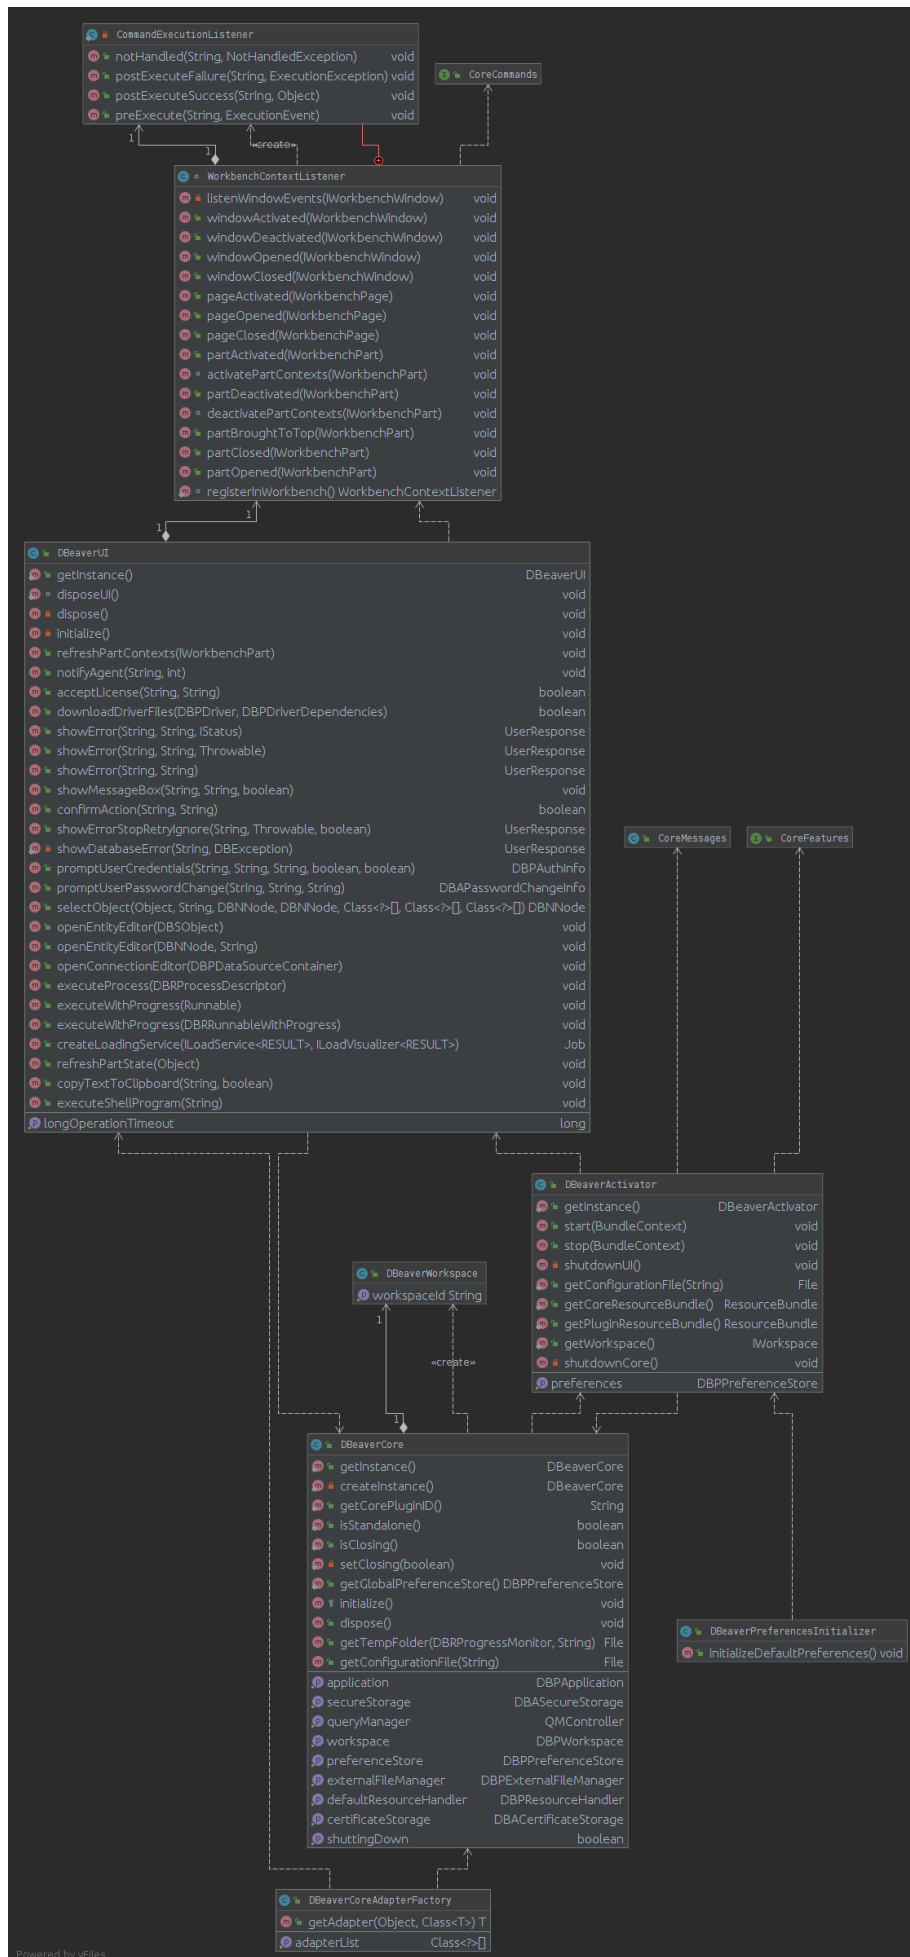 CommandExecutionListener
notHandled(String, NotHandledException) void
postExecuteFailure(String, ExecutionException) void
postExecuteSuccess(String, Object) void
preExecute(String, ExecutionEvent) void
CoreCommands
1
1
«create»
WorkbenchContextListener
listenWindowEvents(IWorkbenchWindow) void
windowActivated(IWorkbenchWindow) void
windowDeactivated(IWorkbenchWindow) void
windowOpened(IWorkbenchWindow) void
windowClosed(IWorkbenchWindow) void
pageActivated(IWorkbenchPage) void
pageOpened(IWorkbenchPage) void
pageClosed(IWorkbenchPage) void
partActivated(IWorkbenchPart) void
activatePartContexts(IWorkbenchPart) void
partDeactivated(IWorkbenchPart) void
deactivatePartContexts(IWorkbenchPart) void
partBroughtToTop(IWorkbenchPart) void
partClosed(IWorkbenchPart) void
partOpened(IWorkbenchPart) void
registerInWorkbench() WorkbenchContextListener
1
1
DBeaverUI
getInstance() DBeaverUI
disposeUI() void
dispose() void
initialize() void
refreshPartContexts(IWorkbenchPart) void
notifyAgent(String, int) void
acceptLicense(String, String) boolean
downloadDriverFiles(DBPDriver, DBPDriverDependencies) boolean
showError(String, String, IStatus) UserResponse
showError(String, String, Throwable) UserResponse
showError(String, String) UserResponse
showMessageBox(String, String, boolean) void
confirmAction(String, String) boolean
showErrorStopRetryIgnore(String, Throwable, boolean) UserResponse
showDatabaseError(String, DBException) UserResponse
promptUserCredentials(String, String, String, boolean, boolean) DBPAuthInfo
promptUserPasswordChange(String, String, String) DBAPasswordChangeInfo
selectObject(Object, String, DBNNode, DBNNode, Class<?>[], Class<?>[], Class<?>[]) DBNNode
openEntityEditor(DBSObject) void
openEntityEditor(DBNNode, String) void
openConnectionEditor(DBPDataSourceContainer) void
executeProcess(DBRProcessDescriptor) void
executeWithProgress(Runnable) void
executeWithProgress(DBRRunnableWithProgress) void
createLoadingService(ILoadService<RESULT>, ILoadVisualizer<RESULT>) Job
refreshPartState(Object) void
copyTextToClipboard(String, boolean) void
executeShellProgram(String) void
longOperationTimeout long
CoreMessages
CoreFeatures
DBeaverActivator
getInstance() DBeaverActivator
start(BundleContext) void
stop(BundleContext) void
shutdownUI() void
getConfigurationFile(String) File
getCoreResourceBundle() ResourceBundle
getPluginResourceBundle() ResourceBundle
getWorkspace() IWorkspace
shutdownCore() void
preferences DBPPreferenceStore
DBeaverWorkspace
workspaceId String
1
«create»
1
DBeaverCore
getInstance() DBeaverCore
createInstance() DBeaverCore
getCorePluginID() String
isStandalone() boolean
isClosing() boolean
setClosing(boolean) void
getGlobalPreferenceStore() DBPPreferenceStore
initialize() void
dispose() void
getTempFolder(DBRProgressMonitor, String) File
getConfigurationFile(String) File
application DBPApplication
secureStorage DBASecureStorage
queryManager QMController
workspace DBPWorkspace
preferenceStore DBPPreferenceStore
externalFileManager DBPExternalFileManager
defaultResourceHandler DBPResourceHandler
certificateStorage DBACertificateStorage
shuttingDown boolean
DBeaverPreferencesInitializer
initializeDefaultPreferences() void
DBeaverCoreAdapterFactory
getAdapter(Object, Class<T>) T
adapterList Class<?>[]
Powered by yFiles